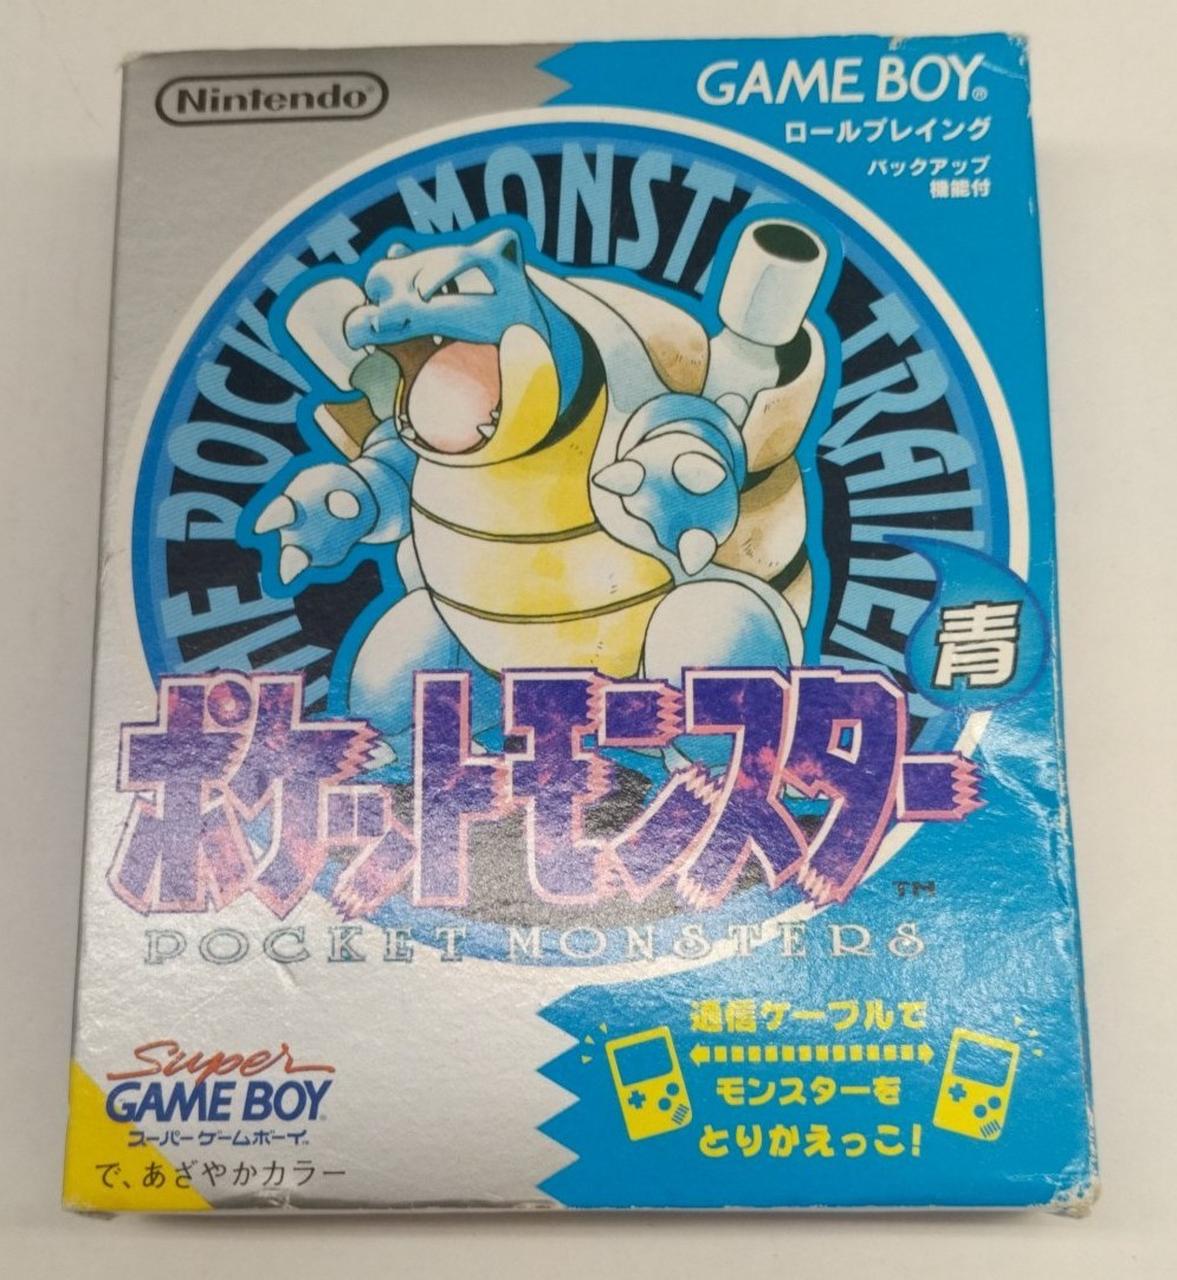 Nintendo®
GAME BOY®
ロールプレイング
バックアップ
機能付
THE POCKET MONSTER TRAINER
青
ポケットモンスター
TM
POCKET MONSTERS
通信ケーブルで
モンスターを
とりかえっこ!
Super
GAME BOY
スーパーゲームボーイ
で、あざやかカラー